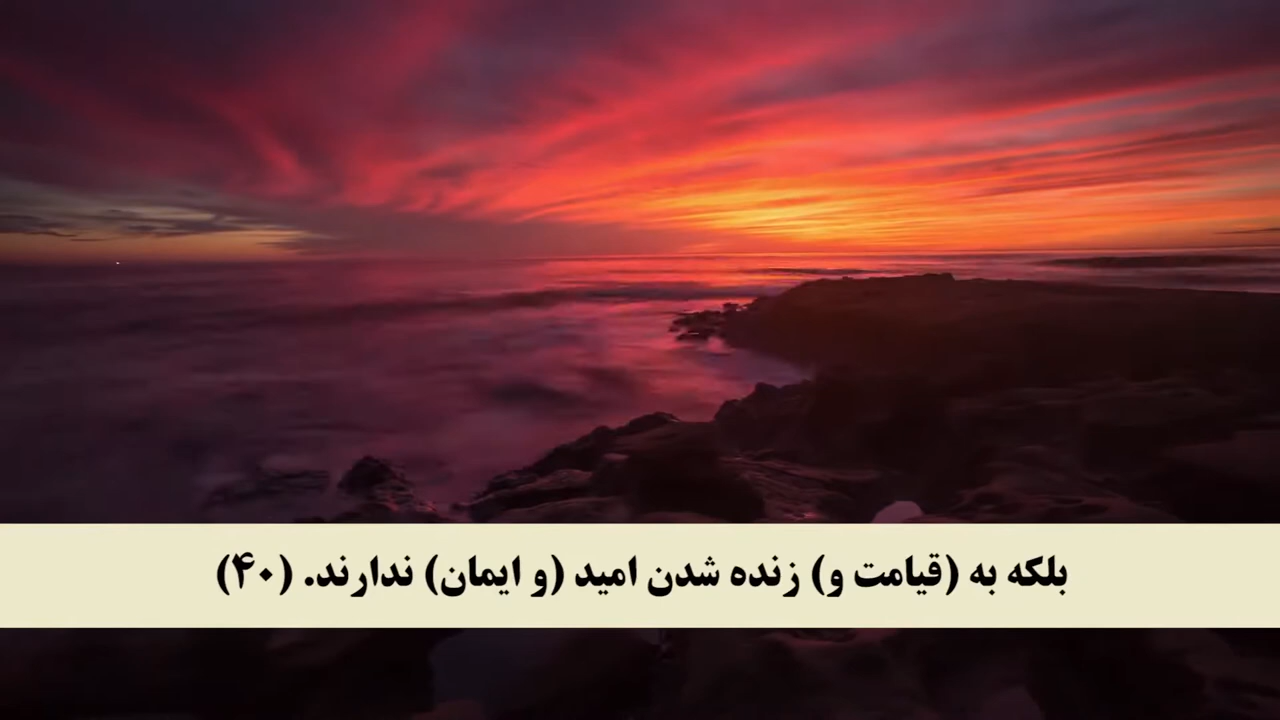 بلکه به (قیامت و) زنده شدن امید (و ایمان) ندارند. (۴۰)